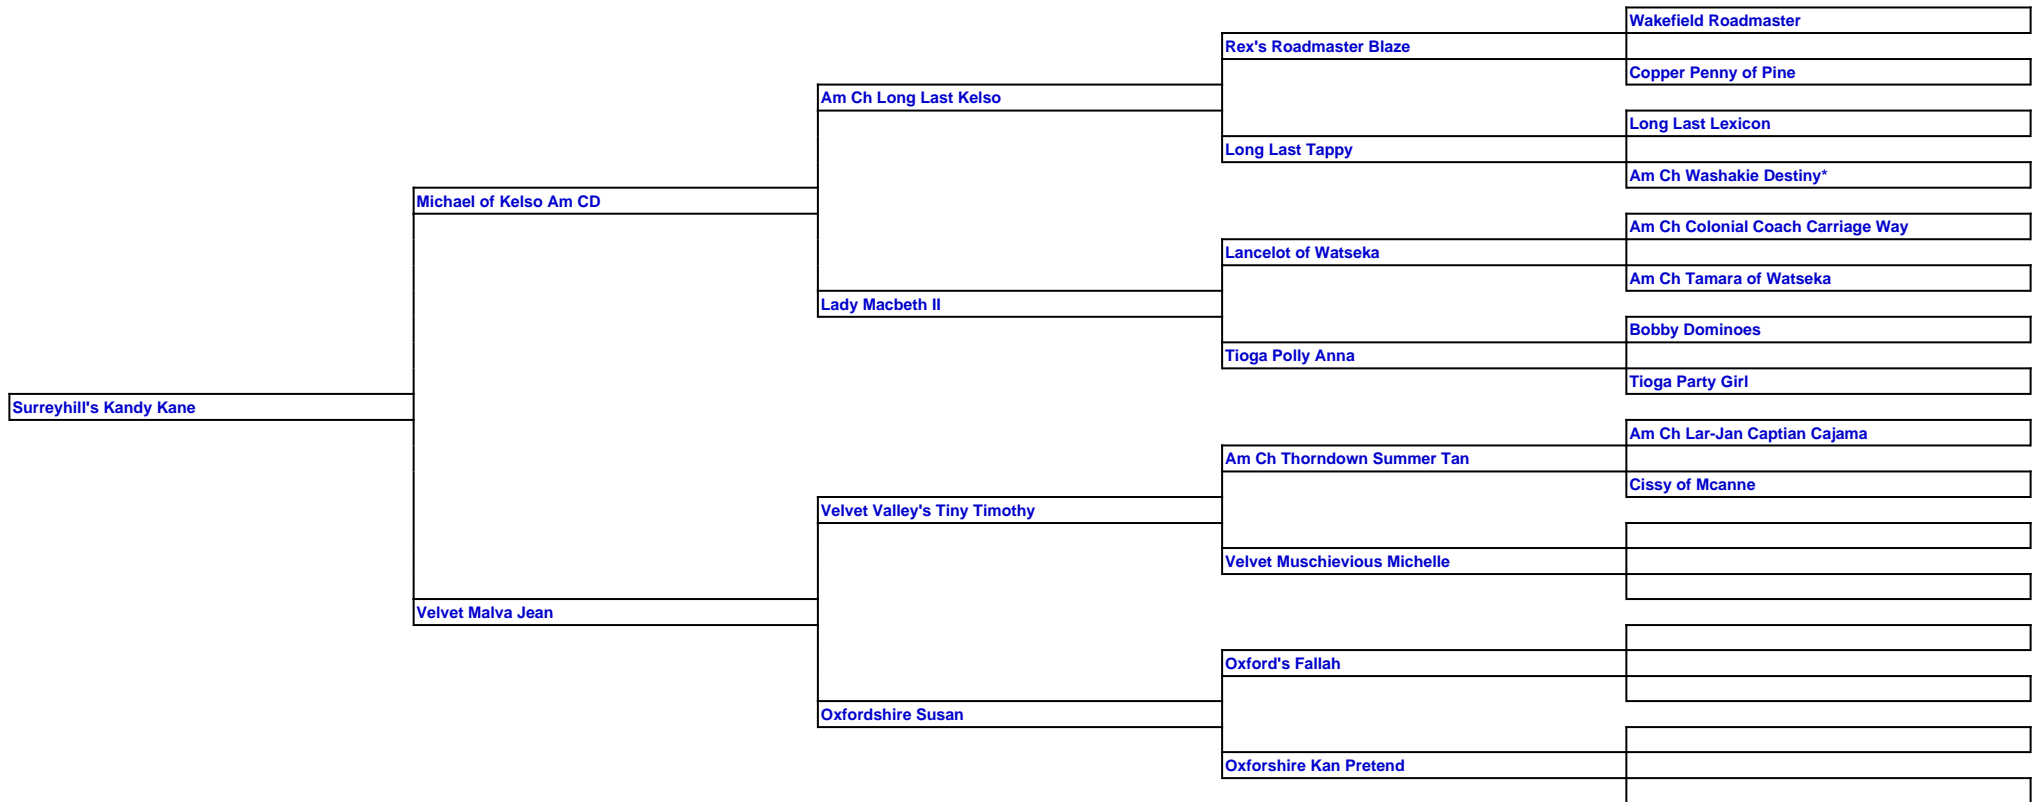 Wakefield Roadmaster
Rex's Roadmaster Blaze
Copper Penny of Pine
Am Ch Long Last Kelso
Long Last Lexicon
Long Last Tappy
Am Ch Washakie Destiny*
Michael of Kelso Am CD
Am Ch Colonial Coach Carriage Way
Lancelot of Watseka
Am Ch Tamara of Watseka
Lady Macbeth II
Bobby Dominoes
Tioga Polly Anna
Tioga Party Girl
Surreyhill's Kandy Kane
Am Ch Lar-Jan Captian Cajama
Am Ch Thorndown Summer Tan
Cissy of Mcanne
Velvet Valley's Tiny Timothy
Velvet Muschievious Michelle
Velvet Malva Jean
Oxford's Fallah
Oxfordshire Susan
Oxforshire Kan Pretend